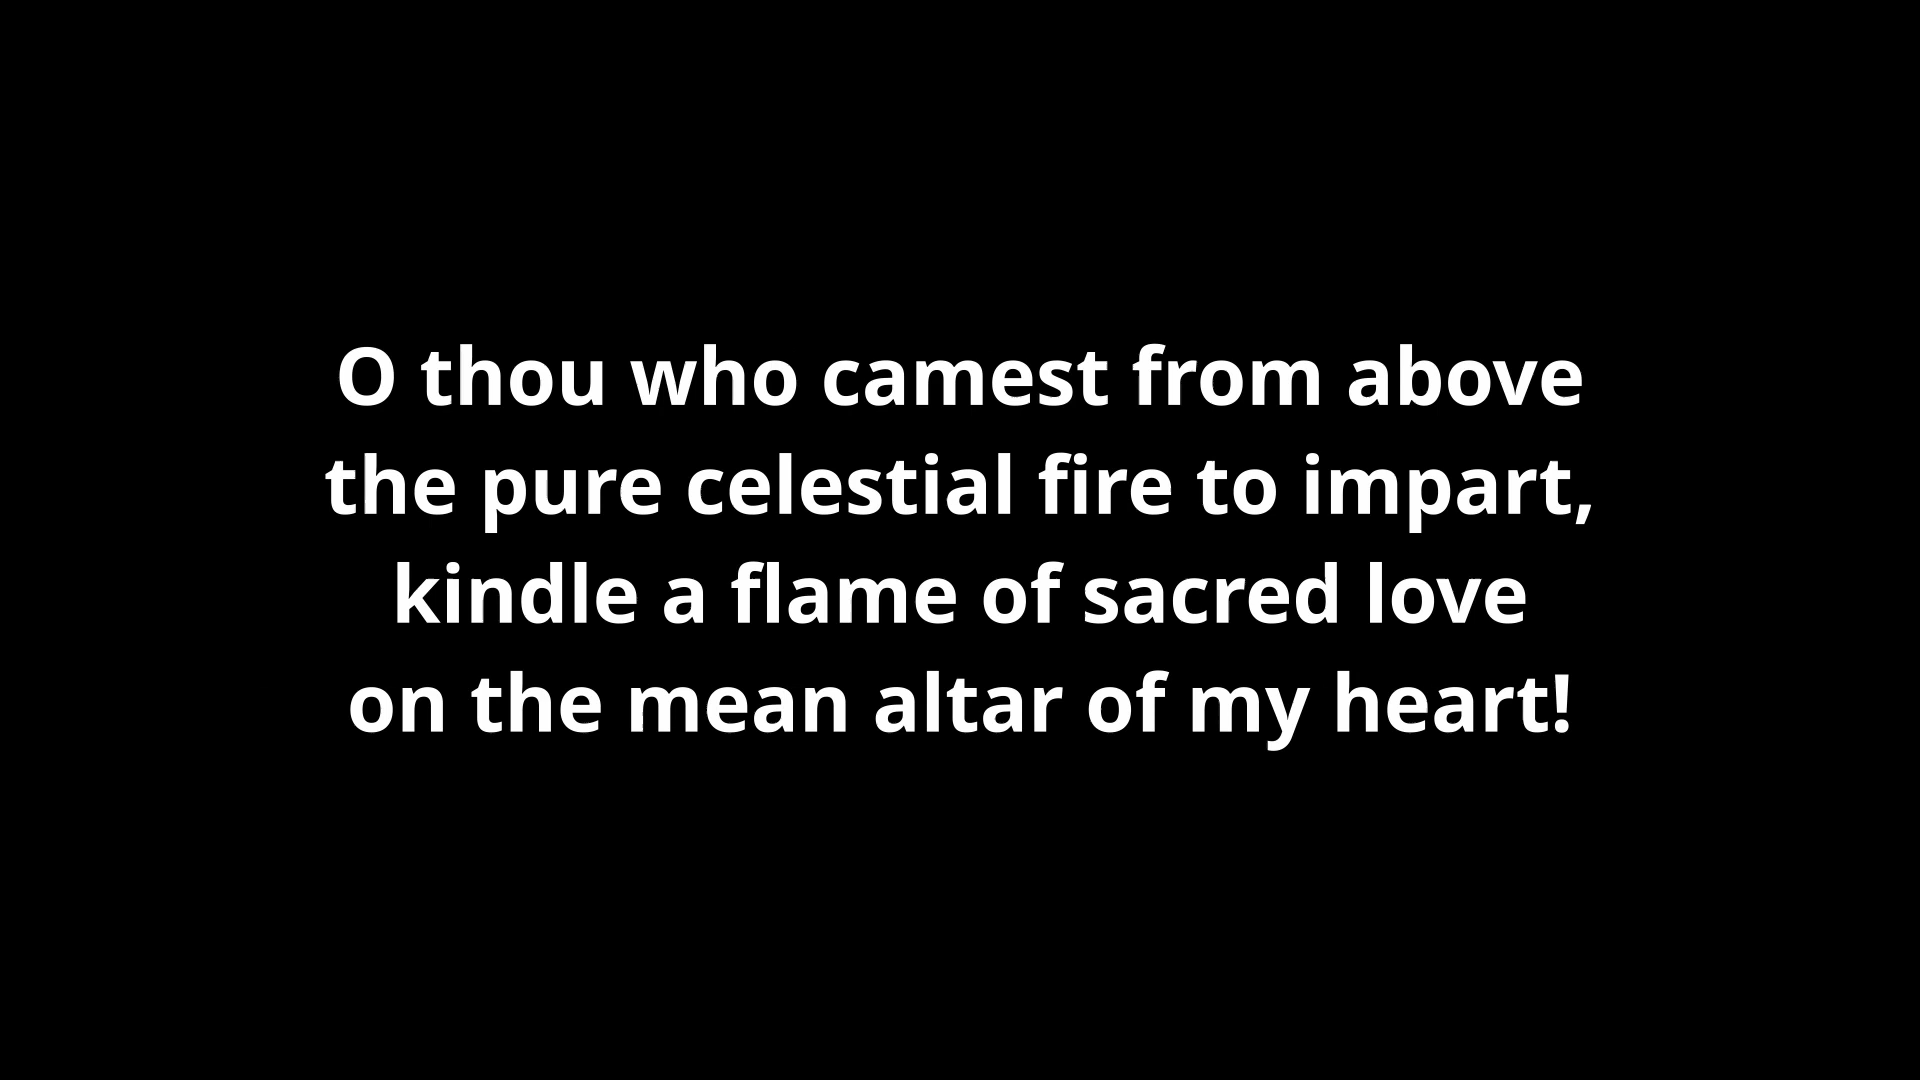 O thou who camest from above
the pure celestial fire to impart,
kindle a flame of sacred love
on the mean altar of my heart!